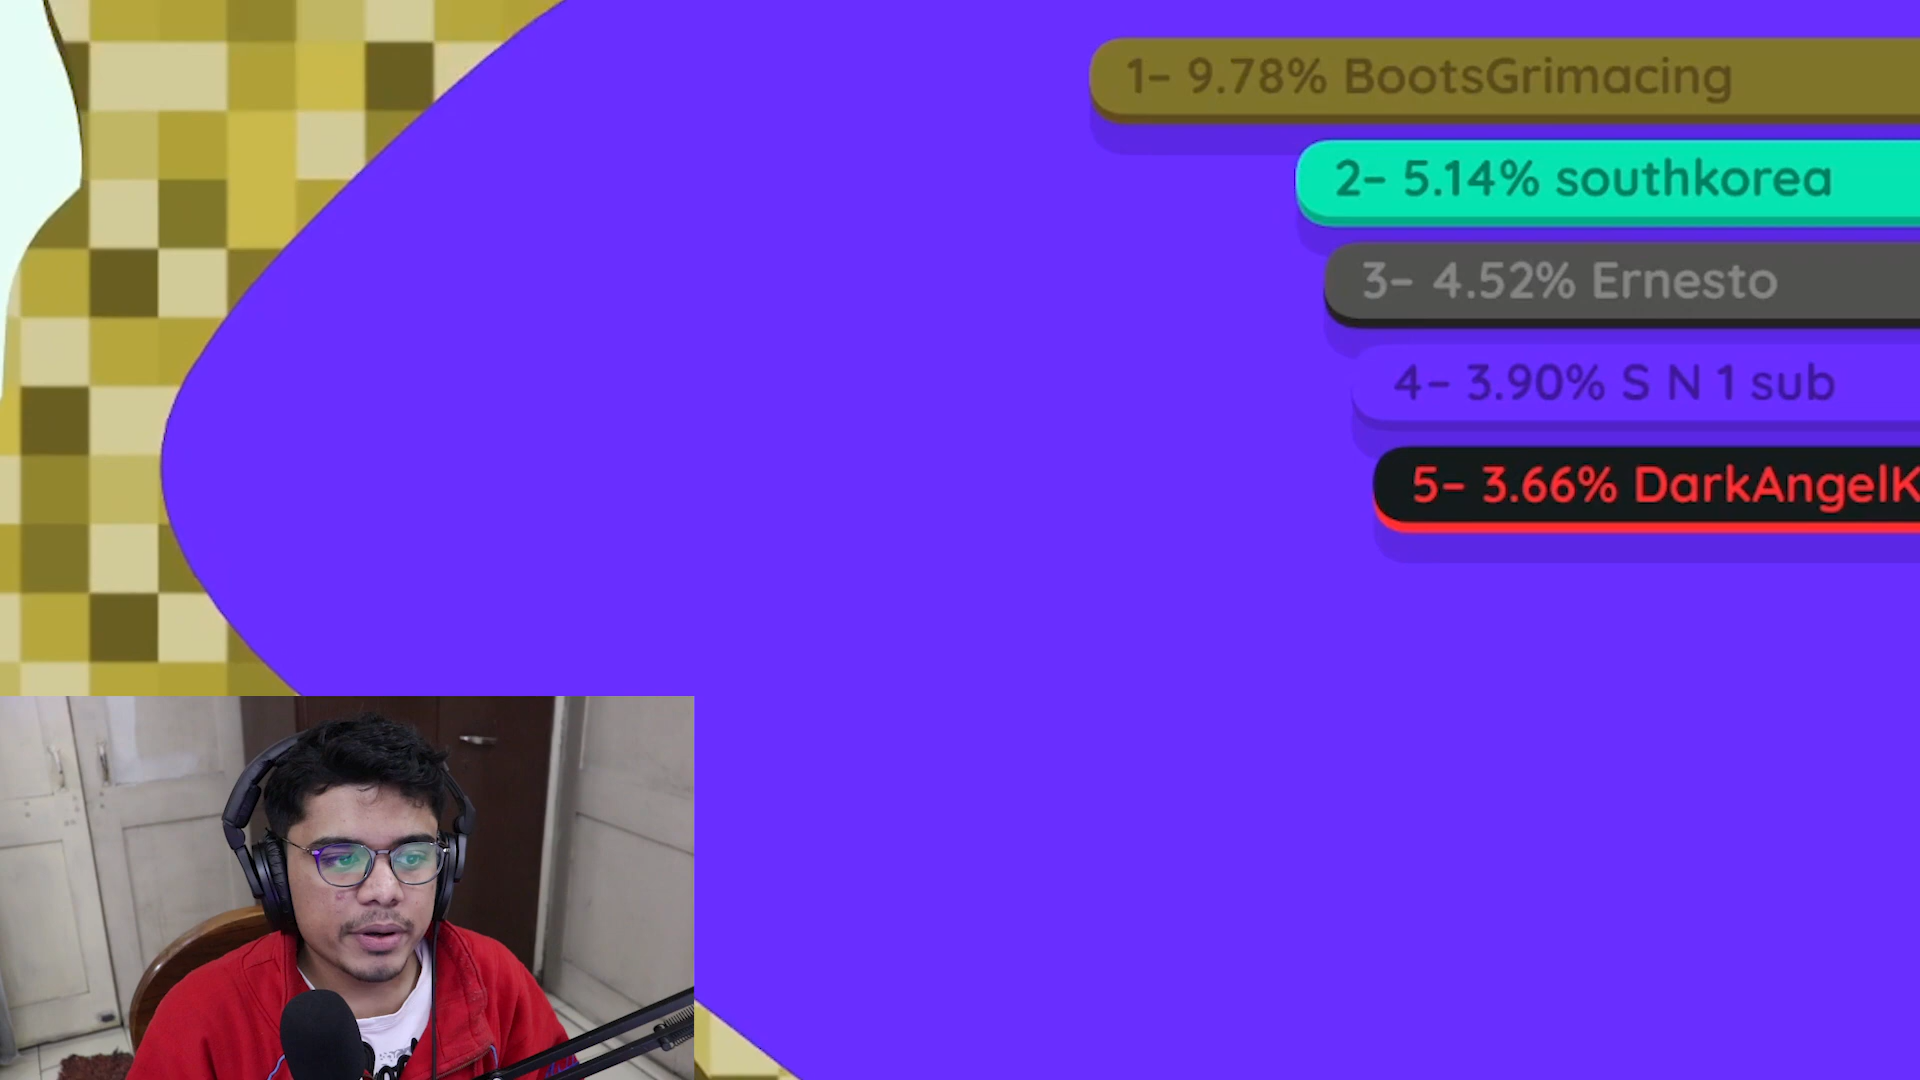 1- 9.78% BootsGrimacing
2- 5.14% southkorea
3- 4.52% Ernesto
4- 3.90% S N 1 sub
5- 3.66% DarkAngelK